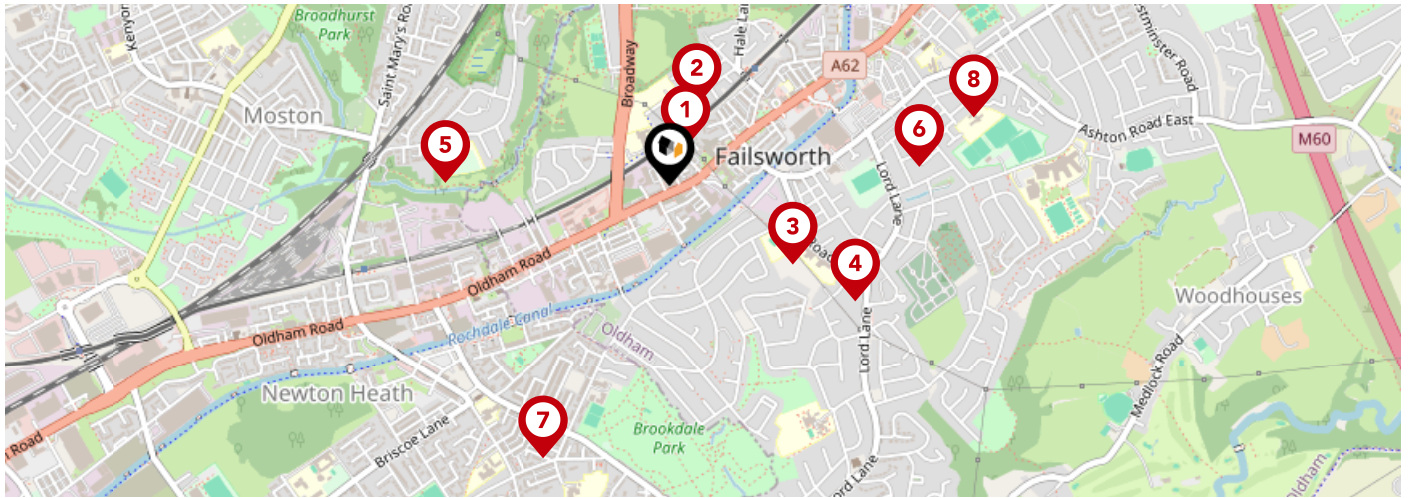 Broadhurst
Park
Kenyon
Saint Mary's Ro
Broadway
Hale La
A62
stminster Road
2
8
1
Moston
6
Ashton Road East
M60
5
Failsworth
Lord Lane
3
Road
4
Oldham Road
Woodhouses
Oldham Road
Rochdale Canal
Oldham
Lord Lane
Medlock Road
Newton Heath
7
Briscoe Lane
Brookdale
Park
Road
ord Lane
ldham